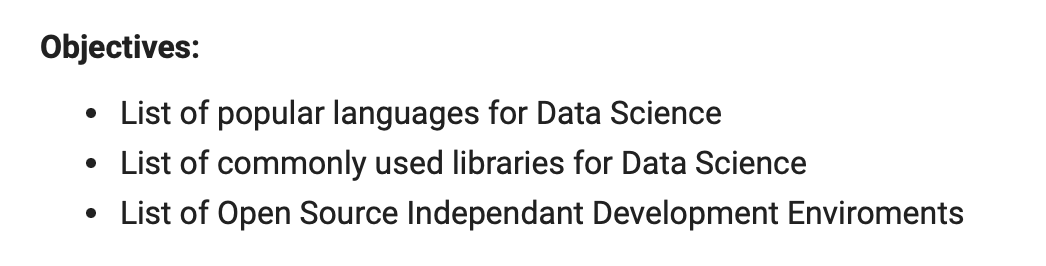 Objectives:
• List of popular languages for Data Science
• List of commonly used libraries for Data Science
• List of Open Source Independant Development Enviroments